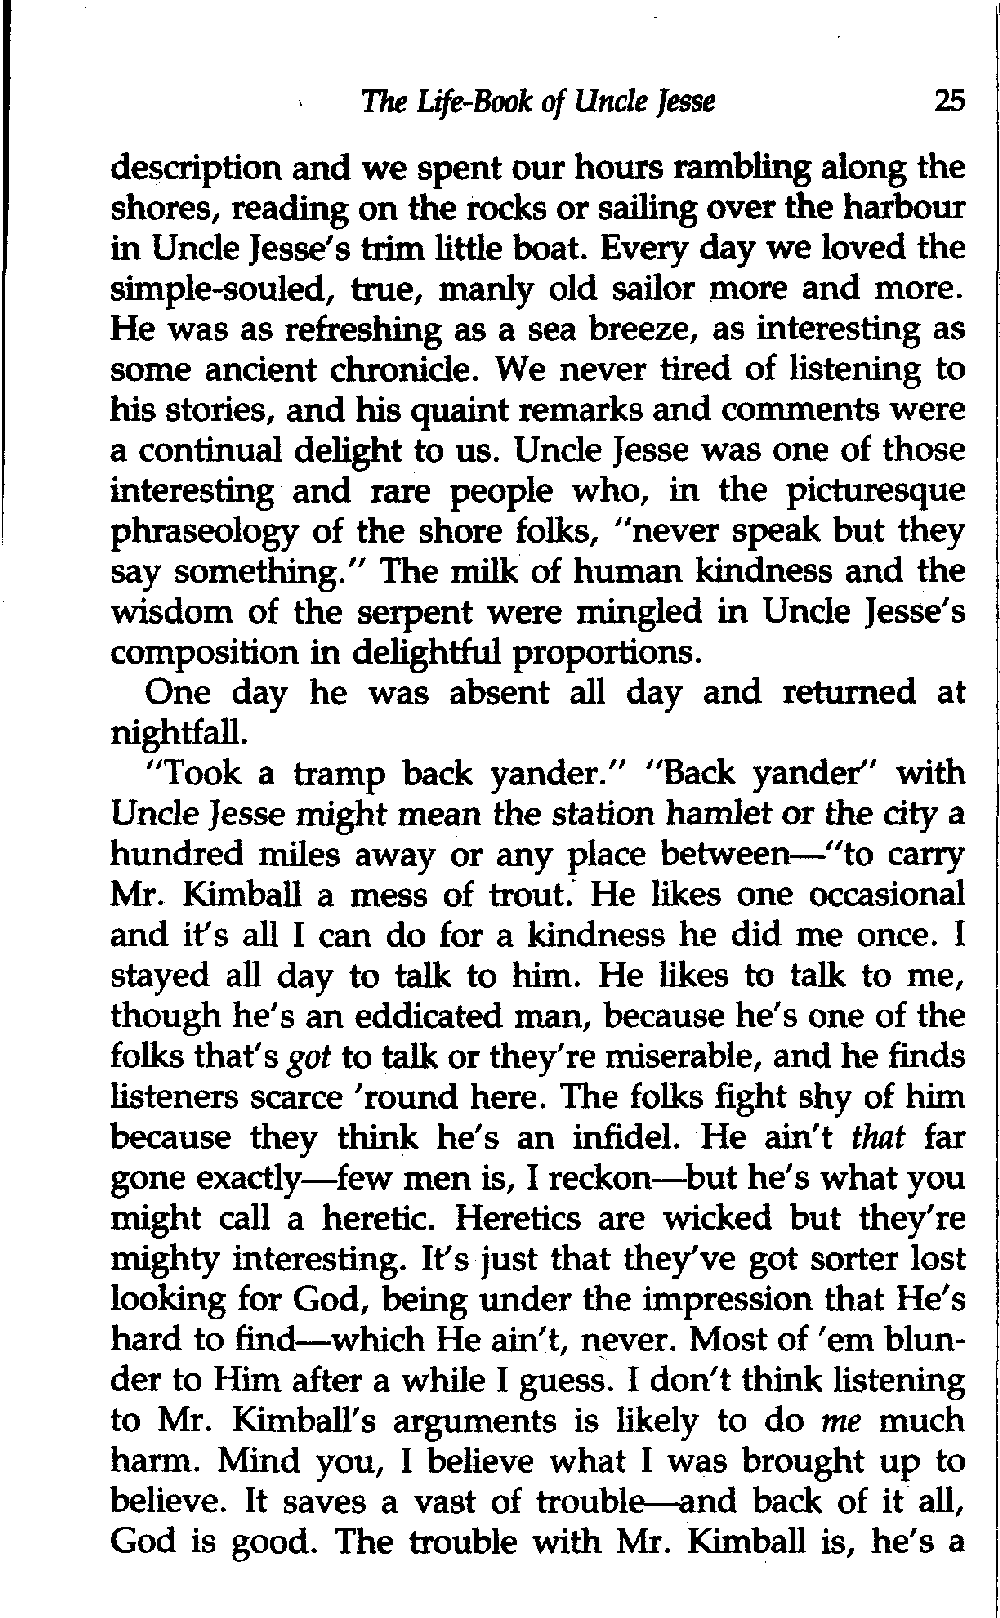 The Life-Book of Uncle Jesse 25
description and we spent our hours rambling along the
shores, reading on the rocks or sailing over the harbour
in Uncle Jesse's trim little boat. Every day we loved the
simple-souled, true, manly old sailor more and more.
He was as refreshing as a sea breeze, as interesting as
some ancient chronicle. We never tired of listening to
his stories, and his quaint remarks and comments were
a continual delight to us. Uncle Jesse was one of those
interesting and rare people who, in the picturesque
phraseology of the shore folks, "never speak but they
say something." The milk of human kindness and the
wisdom of the serpent were mingled in Uncle Jesse's
composition in delightful proportions.
One day he was absent all day and returned at
nightfall.
"Took a tramp back yander." "Back yander" with
Uncle Jesse might mean the station hamlet or the city a
hundred miles away or any place between—"to carry
Mr. Kimball a mess of trout. He likes one occasional
and it's all I can do for a kindness he did me once. I
stayed all day to talk to him. He likes to talk to me,
though he's an eddicated man, because he's one of the
folks that's got to talk or they're miserable, and he finds
listeners scarce 'round here. The folks fight shy of him
because they think he's an infidel. He ain't that far
gone exactly—few men is, I reckon—but he's what you
might call a heretic. Heretics are wicked but they're
mighty interesting. It's just that they've got sorter lost
looking for God, being under the impression that He's
hard to find—which He ain't, never. Most of 'em blun-
der to Him after a while I guess. I don't think listening
to Mr. Kimball's arguments is likely to do me much
harm. Mind you, I believe what I was brought up to
believe. It saves a vast of trouble—and back of it all,
God is good. The trouble with Mr. Kimball is, he's a